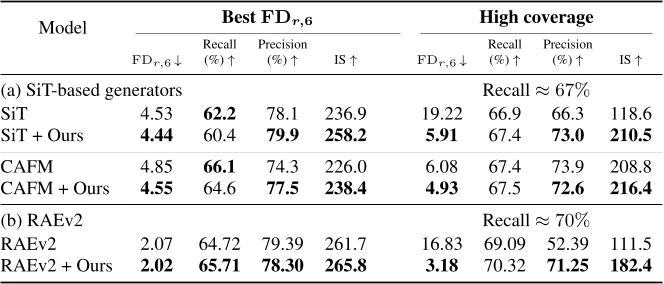 Model Best FD_{r,6} High coverage
FD_{r,6}↓ Recall (%)↑ Precision (%)↑ IS↑ FD_{r,6}↓ Recall (%)↑ Precision (%)↑ IS↑
(a) SiT-based generators Recall ≈ 67%
SiT 4.53 62.2 78.1 236.9 19.22 66.9 66.3 118.6
SiT + Ours 4.44 60.4 79.9 258.2 5.91 67.4 73.0 210.5
CAFM 4.85 66.1 74.3 226.0 6.08 67.4 73.9 208.8
CAFM + Ours 4.55 64.6 77.5 238.4 4.93 67.5 72.6 216.4
(b) RAEv2 Recall ≈ 70%
RAEv2 2.07 64.72 79.39 261.7 16.83 69.09 52.39 111.5
RAEv2 + Ours 2.02 65.71 78.30 265.8 3.18 70.32 71.25 182.4